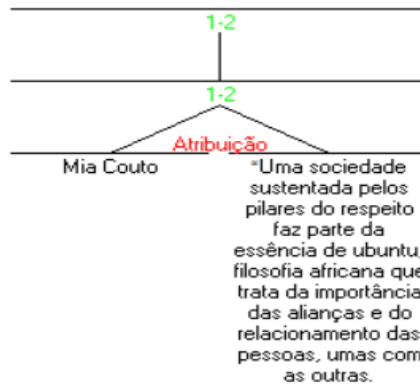 1-2
1-2
Atribuição
Mia Couto
"Uma sociedade
sustentada pelos
pilares do respeito
faz parte da
essência de ubuntu,
filosofia africana que
trata da importância
das alianças e do
relacionamento das
pessoas, umas com
as outras.